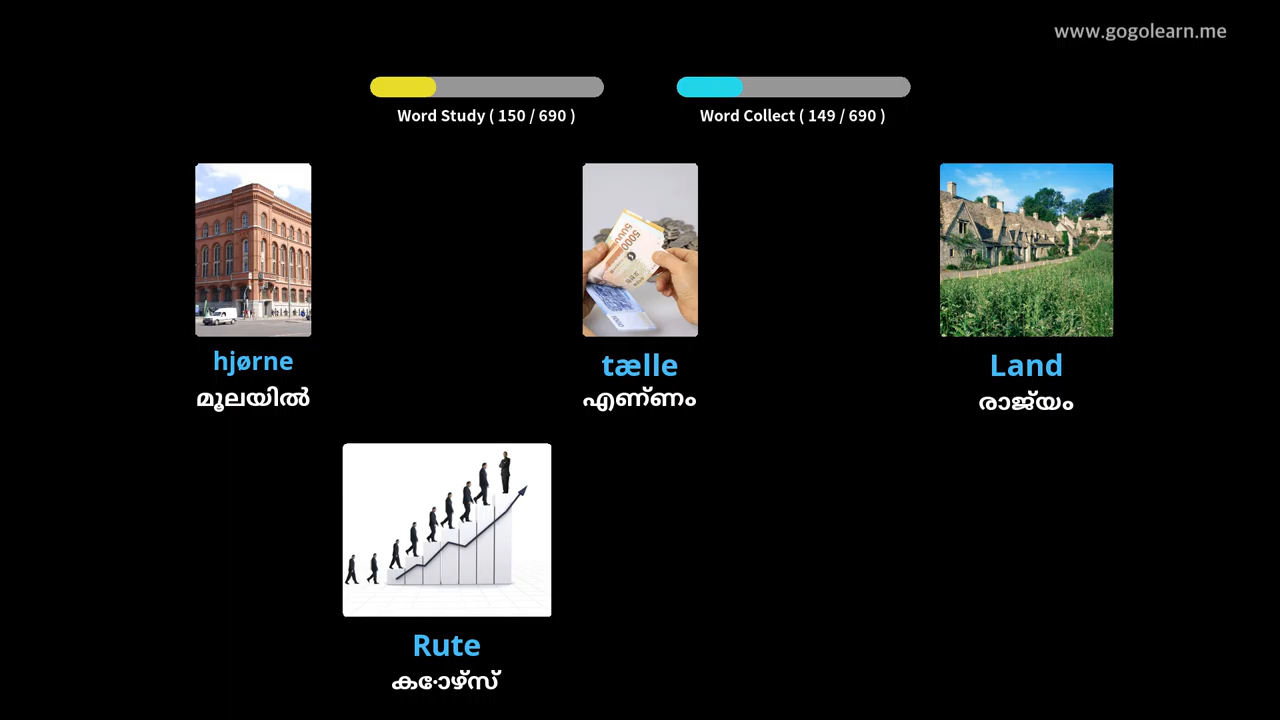 www.gogolearn.me
Word Study ( 150 / 690 )
Word Collect ( 149 / 690 )
hjørne
മൂലയിൽ
tælle
എണ്ണം
Land
രാജ്യം
Rute
കോഴ്സ്